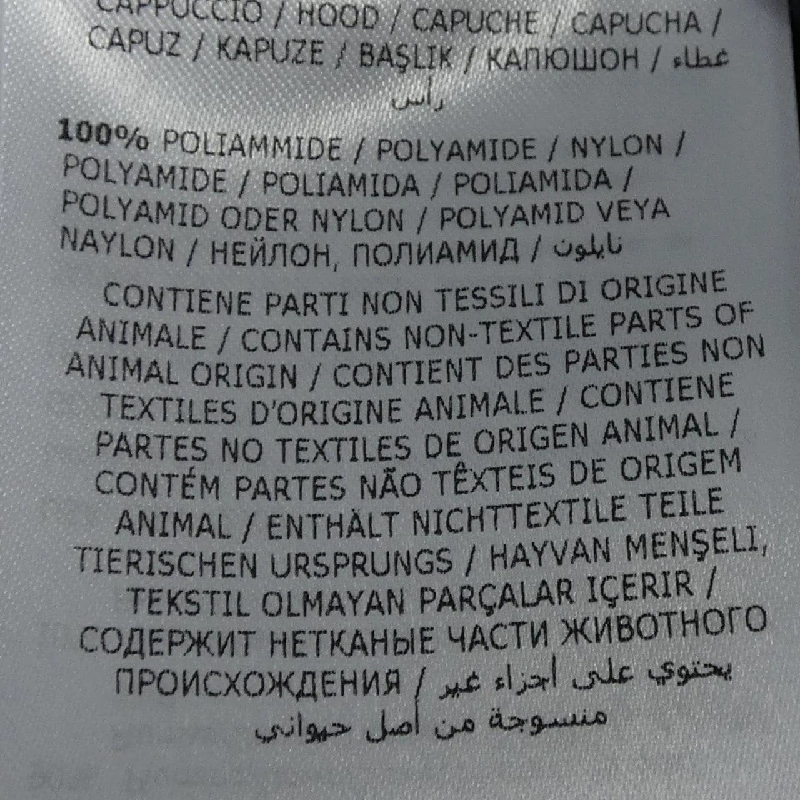 CAPPUCCIO / HOOD / CAPUCHE / CAPUCHA /
CAPUZ / KAPUZE / BAŞLIK / КАПЮШОН / غطاء
رأس
100% POLIAMMIDE / POLYAMIDE / NYLON /
POLYAMIDE / POLIAMIDA / POLIAMIDA /
POLYAMID ODER NYLON / POLYAMID VEYA
NAYLON / НЕЙЛОН, ПОЛИАМИД / نايلون
CONTIENE PARTI NON TESSILI DI ORIGINE
ANIMALE / CONTAINS NON-TEXTILE PARTS OF
ANIMAL ORIGIN / CONTIENT DES PARTIES NON
TEXTILES D'ORIGINE ANIMALE / CONTIENE
PARTES NO TEXTILES DE ORIGEN ANIMAL /
CONTÉM PARTES NÃO TÊXTEIS DE ORIGEM
ANIMAL / ENTHÄLT NICHTTEXTILE TEILE
TIERISCHEN URSPRUNGS / HAYVAN MENŞELI,
TEKSTIL OLMAYAN PARÇALAR IÇERIR /
СОДЕРЖИТ НЕТКАНЫЕ ЧАСТИ ЖИВОТНОГО
ПРОИСХОЖДЕНИЯ / يحتوي على أجزاء غير
منسوجة من أصل حيواني